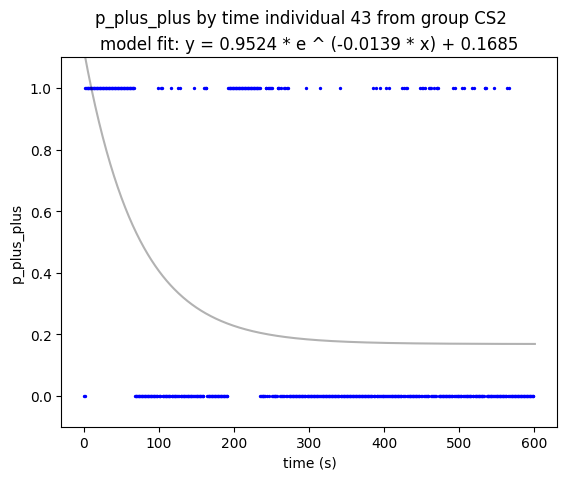 p_plus_plus by time individual 43 from group CS2
model fit: y = 0.9524 * e ^ (-0.0139 * x) + 0.1685
1.0
0.8
0.6
0.4
0.2
0.0
p_plus_plus
0 100 200 300 400 500 600
time (s)